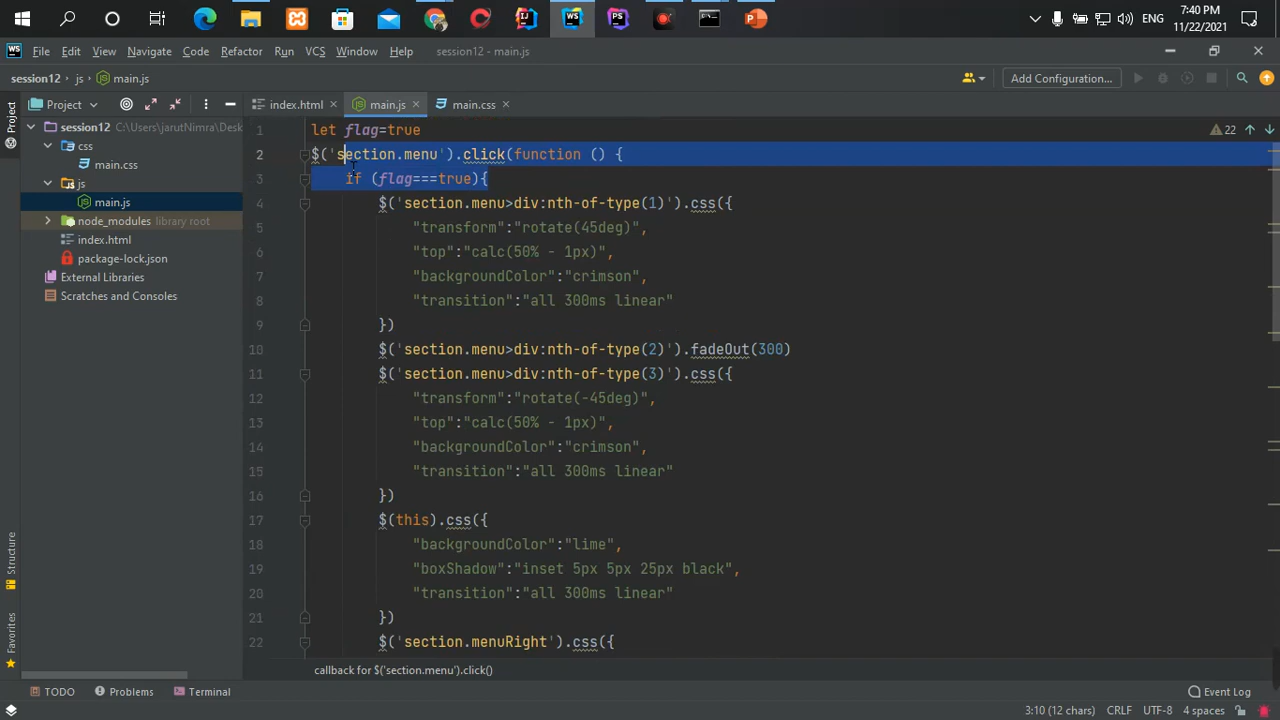 7:40 PM
ENG
11/22/2021
WS
File Edit View Navigate Code Refactor Run VCS Window Help session12 - main.js
session12 › js › main.js
Add Configuration...
Project
index.html
main.js
main.css
session12 C:\Users\jarutNimra\Desk
css
main.css
js
main.js
node_modules library root
index.html
package-lock.json
External Libraries
Scratches and Consoles
Project
Structure
Favorites
22
1 let flag=true
2 $('section.menu').click(function () {
3 if (flag===true){
4 $('section.menu>div:nth-of-type(1)').css({
5 "transform":"rotate(45deg)",
6 "top":"calc(50% - 1px)",
7 "backgroundColor":"crimson",
8 "transition":"all 300ms linear"
9 })
10 $('section.menu>div:nth-of-type(2)').fadeOut(300)
11 $('section.menu>div:nth-of-type(3)').css({
12 "transform":"rotate(-45deg)",
13 "top":"calc(50% - 1px)",
14 "backgroundColor":"crimson",
15 "transition":"all 300ms linear"
16 })
17 $(this).css({
18 "backgroundColor":"lime",
19 "boxShadow":"inset 5px 5px 25px black",
20 "transition":"all 300ms linear"
21 })
22 $('section.menuRight').css({
callback for $('section.menu').click()
TODO Problems Terminal Event Log
3:10 (12 chars) CRLF UTF-8 4 spaces